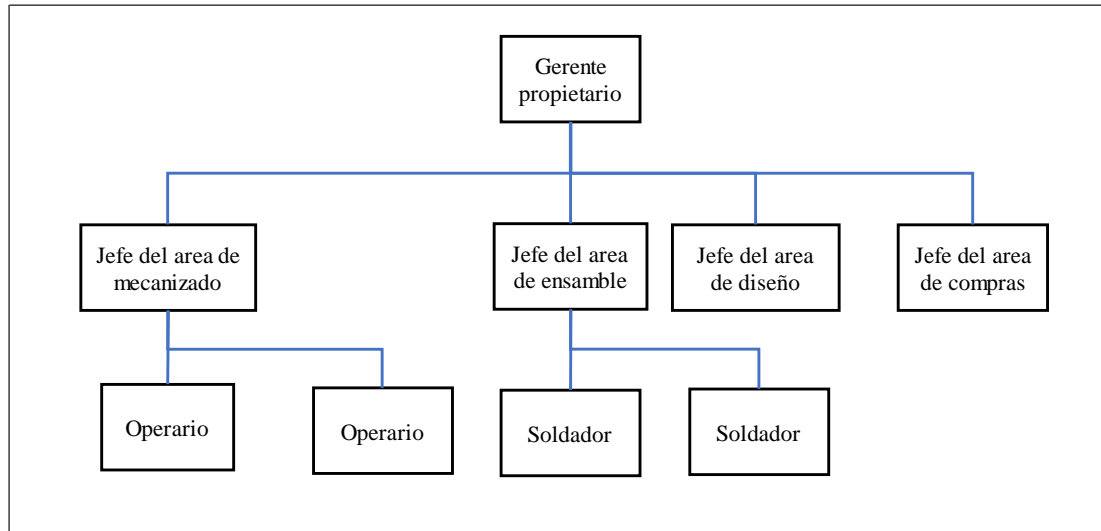 Gerente
propietario
Jefe del area de
mecanizado
Jefe del area
de ensamble
Jefe del area
de diseño
Jefe del area
de compras
Operario
Operario
Soldador
Soldador